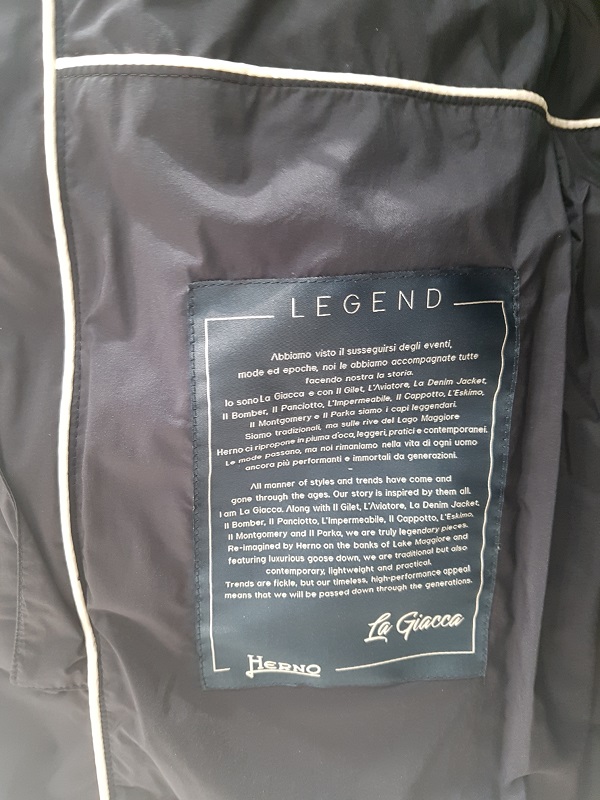 LEGEND
Abbiamo visto il susseguirsi degli eventi,
mode ed epoche, noi le abbiamo accompagnate tutte
facendo nostra la storia.
Io sono La Giacca e con Il Gilet, L'Aviatore, La Denim Jacket,
Il Bomber, Il Panciotto, L'Impermeabile, Il Cappotto, L'Eskimo,
Il Montgomery e Il Parka siamo i capi leggendari.
Siamo tradizionali, ma sulle rive del Lago Maggiore
Herno ci ripropone in piuma d'oca, leggeri, pratici e contemporanei.
Le mode passano, ma noi rimaniamo nella vita di ogni uomo
ancora più performanti e immortali da generazioni.
All manner of styles and trends have come and
gone through the ages. Our story is inspired by them all.
I am La Giacca. Along with Il Gilet, L'Aviatore, La Denim Jacket,
Il Bomber, Il Panciotto, L'Impermeabile, Il Cappotto, L'Eskimo,
Il Montgomery and Il Parka, we are truly legendary pieces.
Re-imagined by Herno on the banks of Lake Maggiore and
featuring luxurious goose down, we are traditional but also
contemporary, lightweight and practical.
Trends are fickle, but our timeless, high-performance appeal
means that we will be passed down through the generations.
La Giacca
HERNO